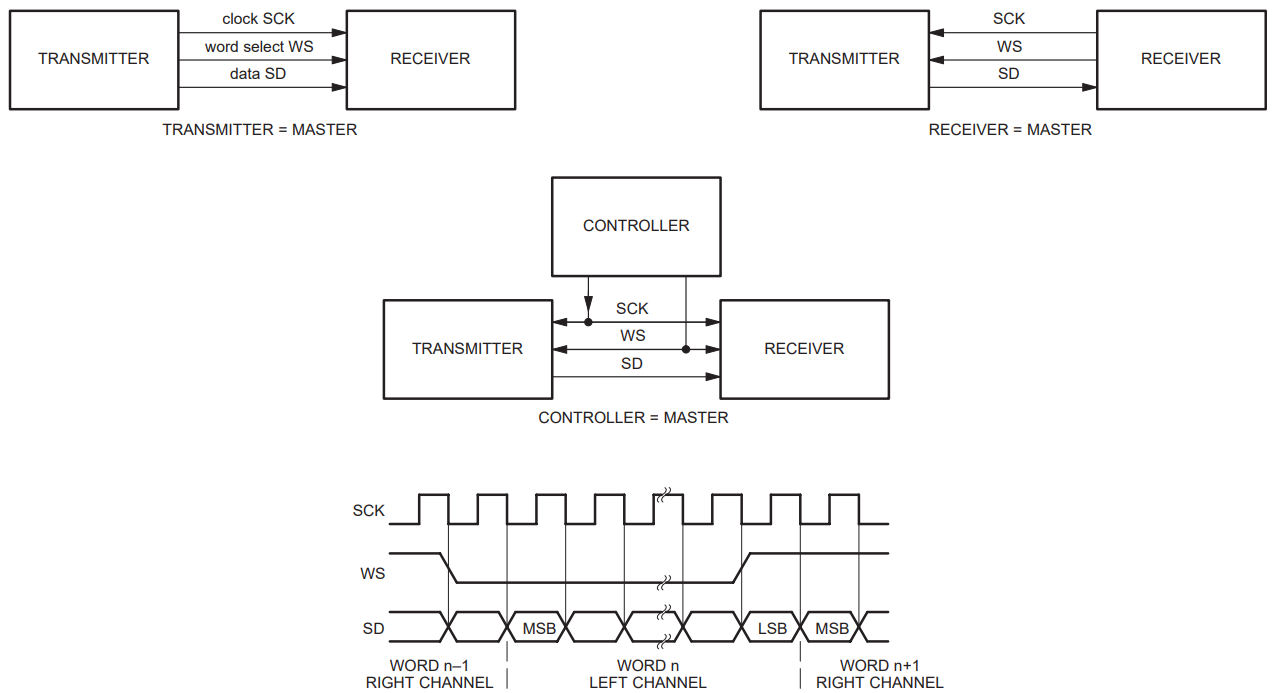 clock SCK
word select WS
data SD
TRANSMITTER
RECEIVER
TRANSMITTER = MASTER
SCK
WS
SD
TRANSMITTER
RECEIVER
RECEIVER = MASTER
CONTROLLER
SCK
WS
SD
TRANSMITTER
RECEIVER
CONTROLLER = MASTER
SCK
WS
SD
MSB
LSB
MSB
WORD n–1
RIGHT CHANNEL
WORD n
LEFT CHANNEL
WORD n+1
RIGHT CHANNEL